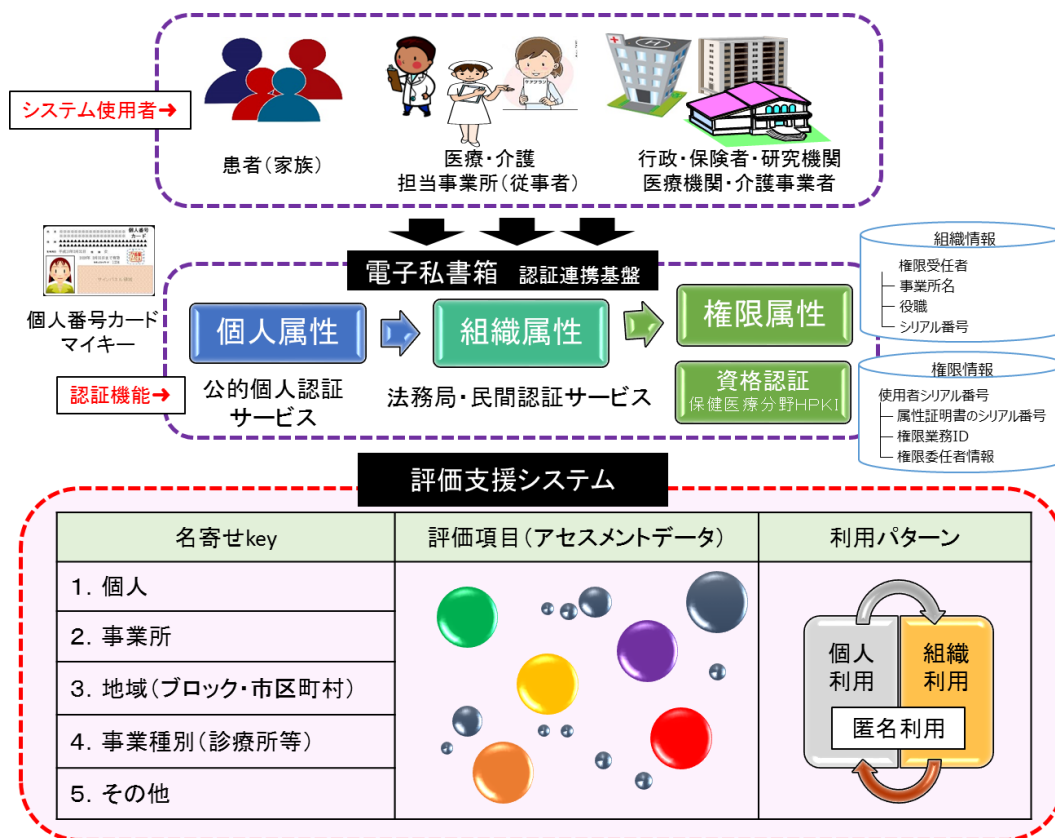 システム使用者➔
ケアプラン
H
患者(家族)
医療・介護
担当事業所(従事者)
行政・保険者・研究機関
医療機関・介護事業者
個人番号
カード
個人番号カード
マイキー
認証機能➔
電子私書箱 認証連携基盤
個人属性
組織属性
権限属性
公的個人認証
サービス
法務局・民間認証サービス
資格認証
保健医療分野HPKI
組織情報
権限受任者
事業所名
役職
シリアル番号
権限情報
使用者シリアル番号
属性証明書のシリアル番号
権限業務ID
権限委任者情報
評価支援システム
名寄せkey
評価項目(アセスメントデータ)
利用パターン
1. 個人
2. 事業所
3. 地域(ブロック・市区町村)
4. 事業種別(診療所等)
5. その他
個人
利用
組織
利用
匿名利用